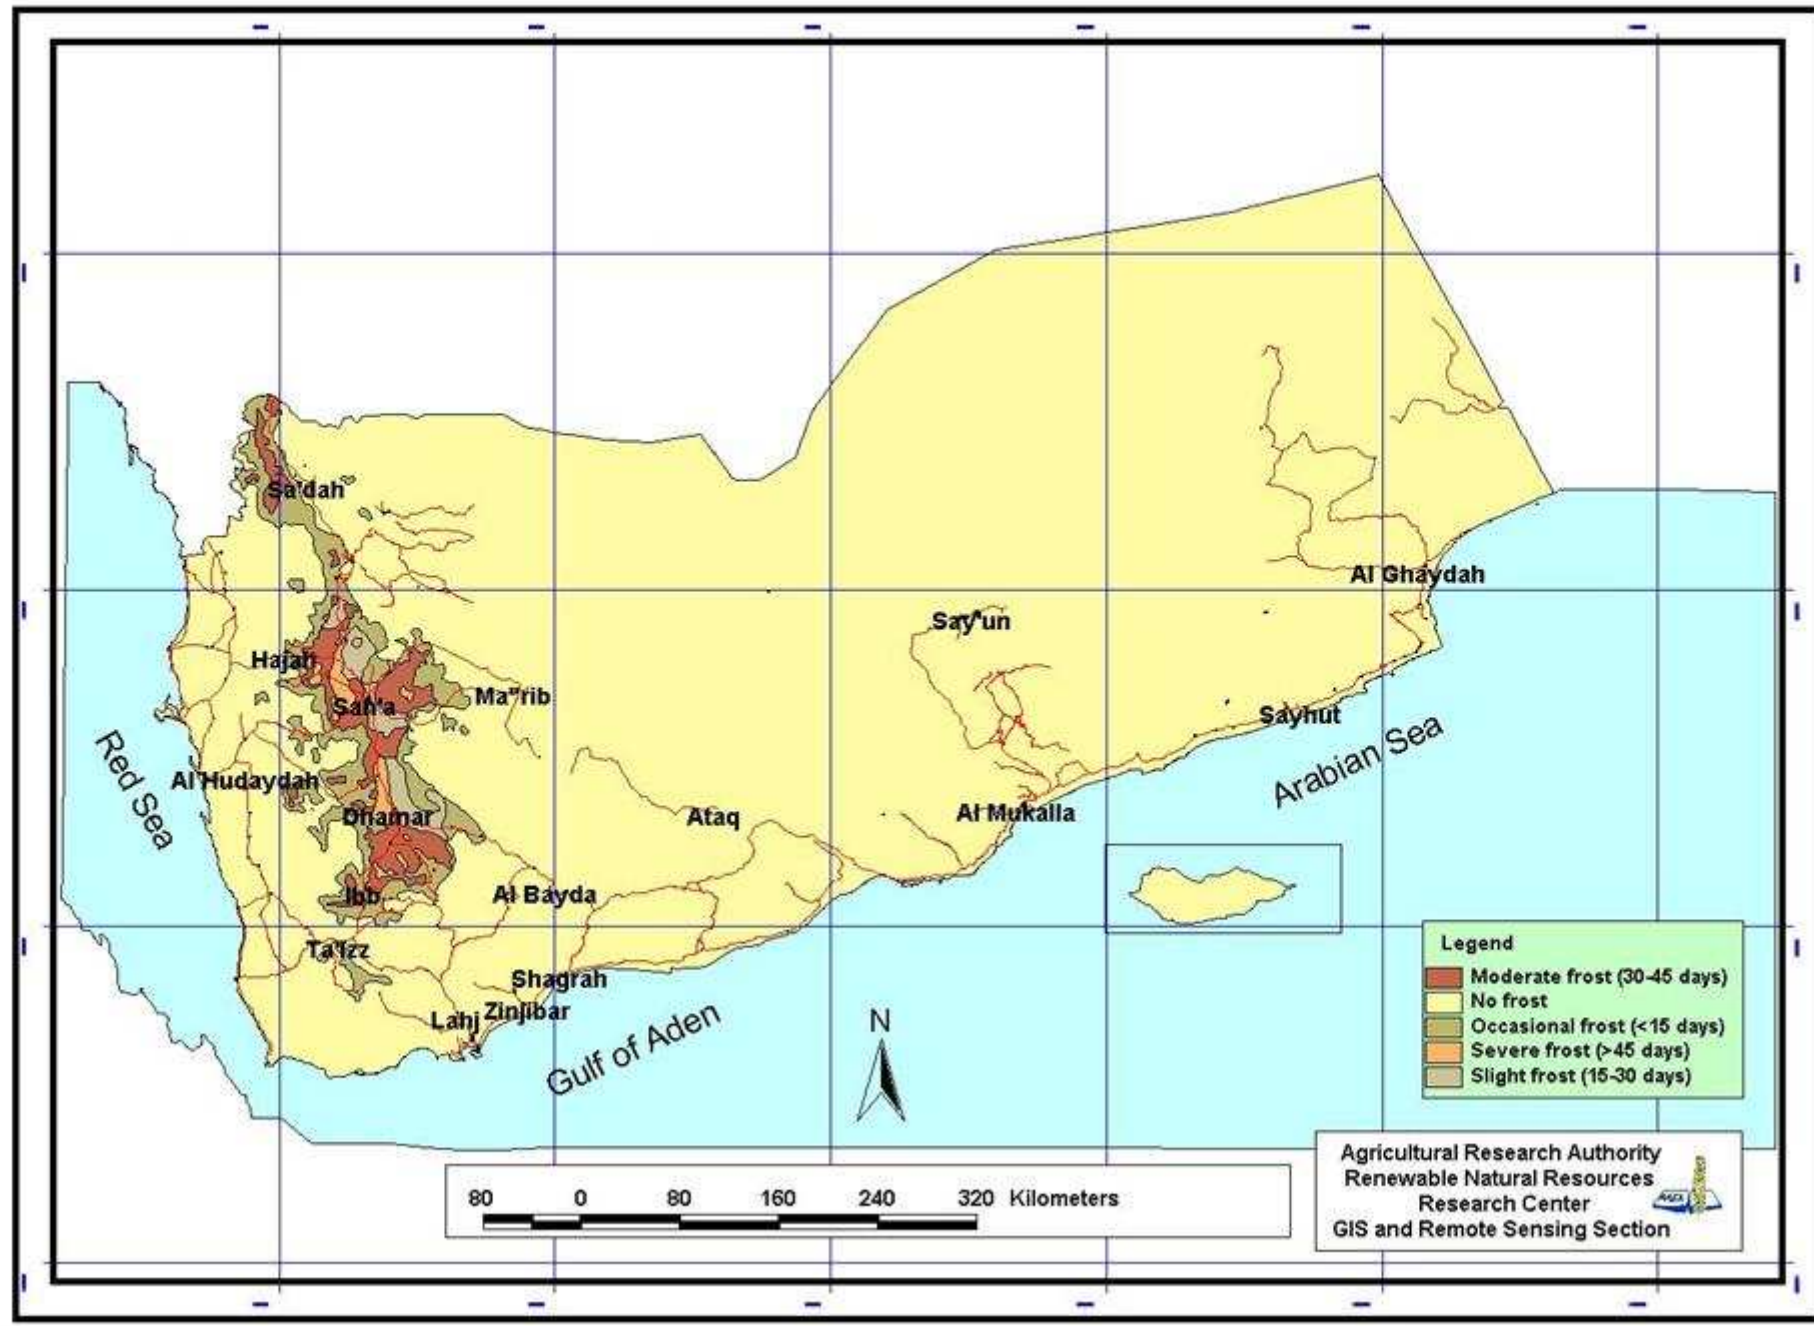 Sa'dah
Al Ghaydah
Say'un
Hajah
Ma'rib
San'a
Sayhut
Red Sea
Arabian Sea
Al Hudaydah
Dhamar
Ataq
Al Mukalla
Ibb
Al Bayda
Ta'izz
Shagrah
Lahj
Zinjibar
Gulf of Aden
N
Legend
Moderate frost (30-45 days)
No frost
Occasional frost (<15 days)
Severe frost (>45 days)
Slight frost (15-30 days)
80 0 80 160 240 320 Kilometers
Agricultural Research Authority
Renewable Natural Resources
Research Center
GIS and Remote Sensing Section